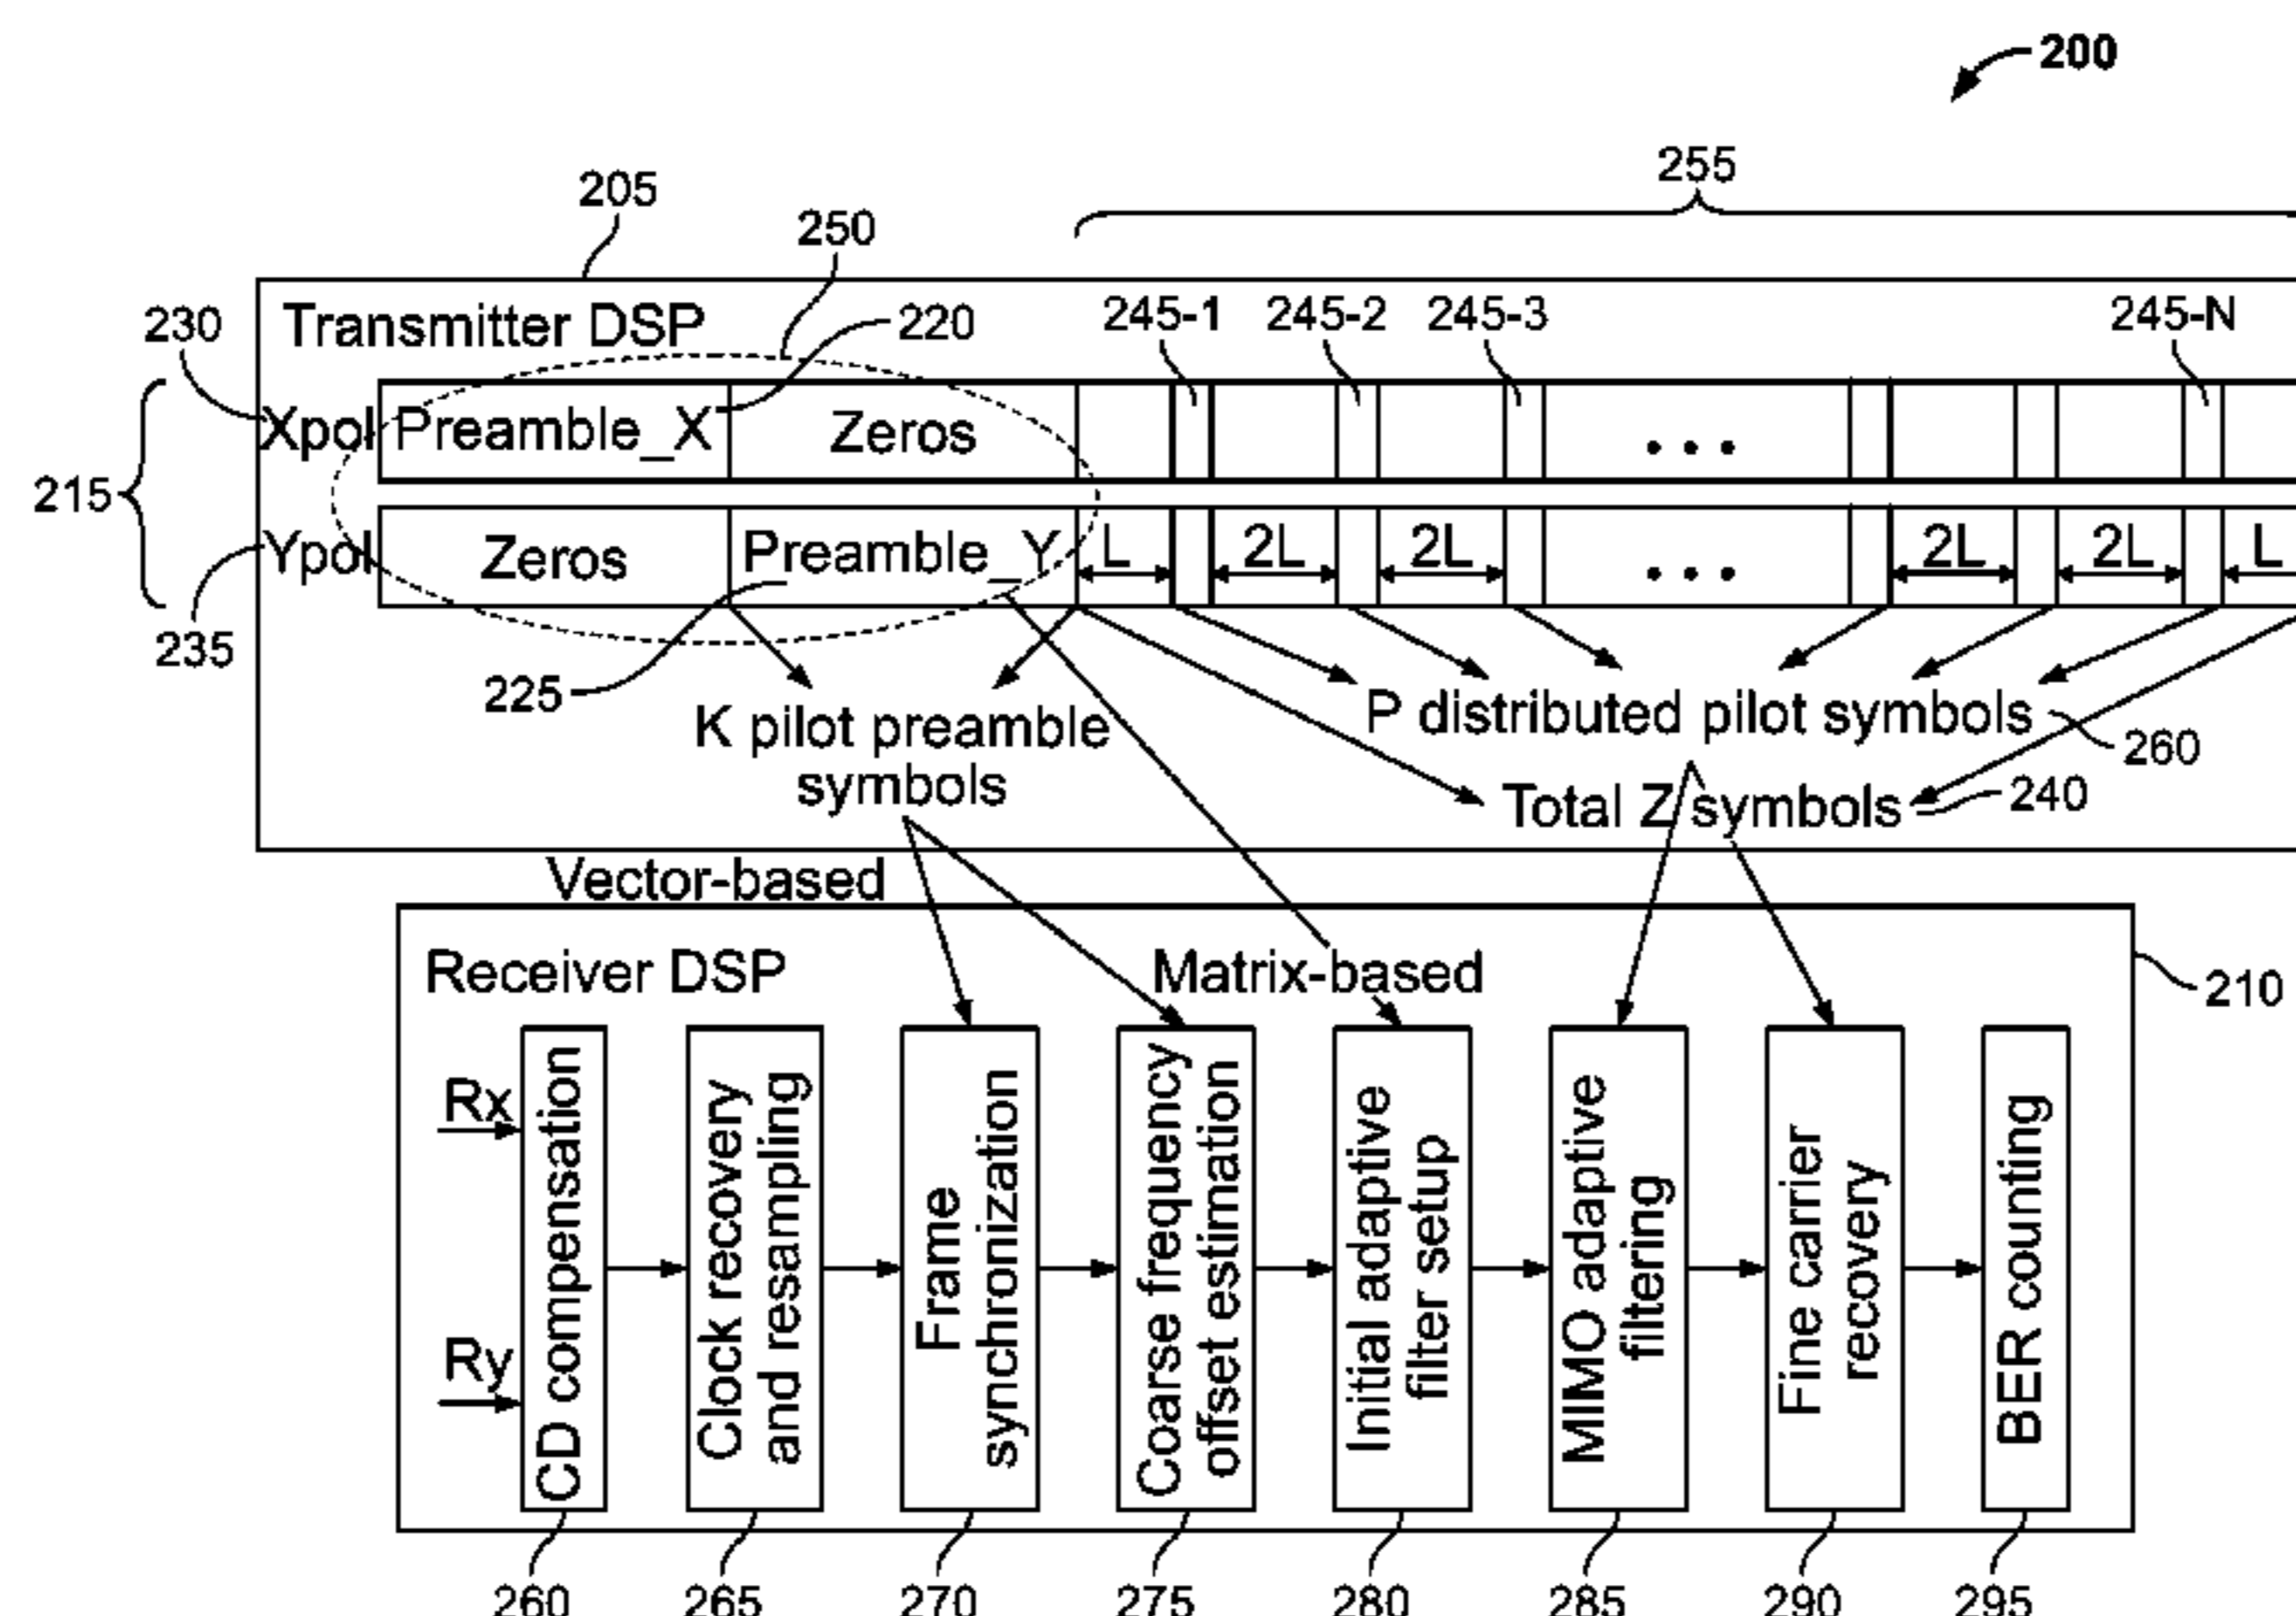 200
255
205
250
Transmitter DSP
230
220
245-1
245-2
245-3
245-N
Xpol
Preamble_X
Zeros
...
215
Ypol
Zeros
Preamble_Y
L
2L
2L
...
2L
2L
L
235
225
K pilot preamble
symbols
P distributed pilot symbols
260
Total Z symbols
240
Vector-based
Receiver DSP
Matrix-based
210
Rx
Ry
CD compensation
Clock recovery
and resampling
Frame
synchronization
Coarse frequency
offset estimation
Initial adaptive
filter setup
MIMO adaptive
filtering
Fine carrier
recovery
BER counting
260
265
270
275
280
285
290
295